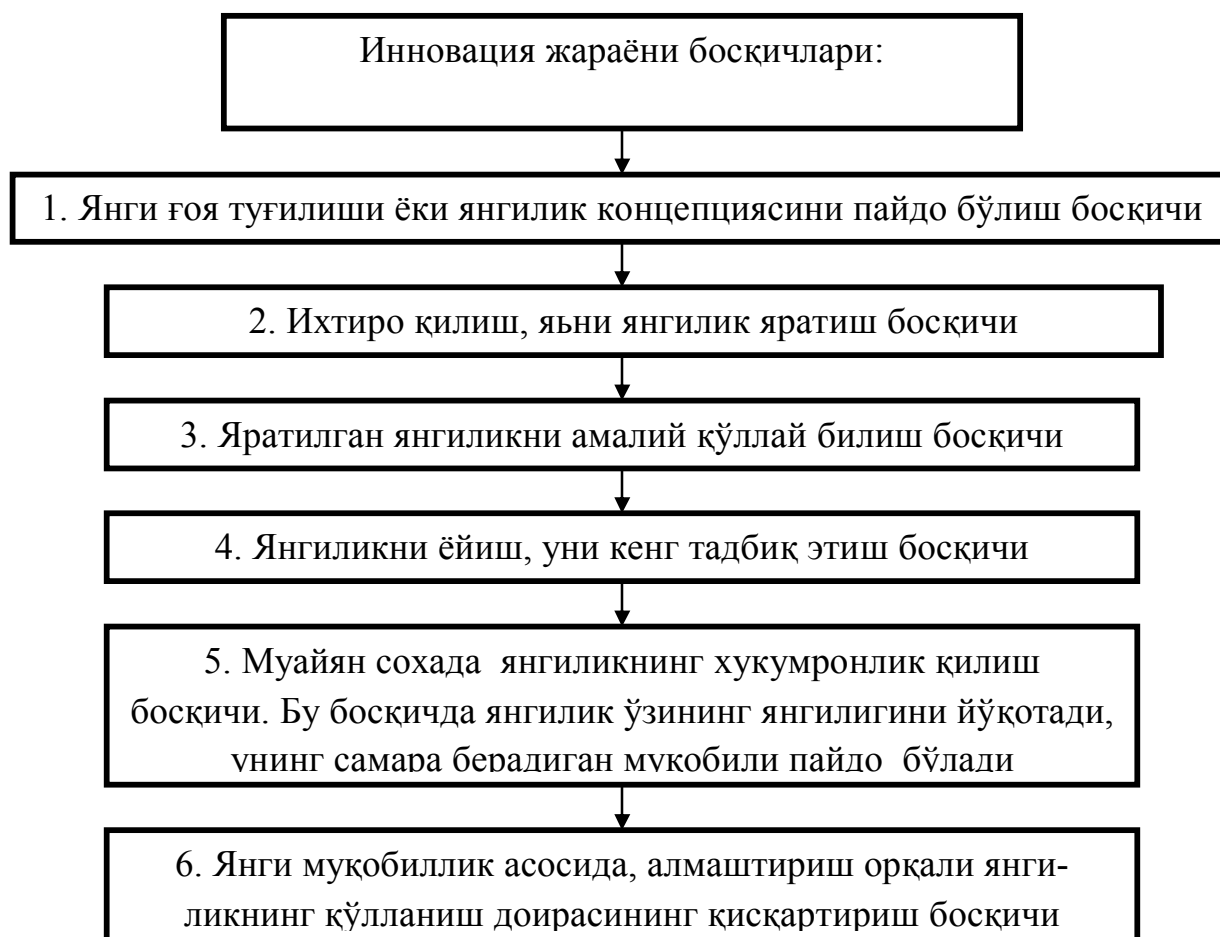 Инновация жараёни босқичлари:
1. Янги ғоя туғилиши ёки янгилик концепциясини пайдо бўлиш босқичи
2. Ихтиро қилиш, яьни янгилик яратиш босқичи
3. Яратилган янгиликни амалий қўллай билиш босқичи
4. Янгиликни ёйиш, уни кенг тадбиқ этиш босқичи
5. Муайян сохада янгиликнинг хукумронлик қилиш
босқичи. Бу босқичда янгилик ўзининг янгилигини йўқотади,
унинг самара берадиган муқобили пайдо бўлади
6. Янги муқобиллик асосида, алмаштириш орқали янги-
ликнинг қўлланиш доирасининг қисқартириш босқичи